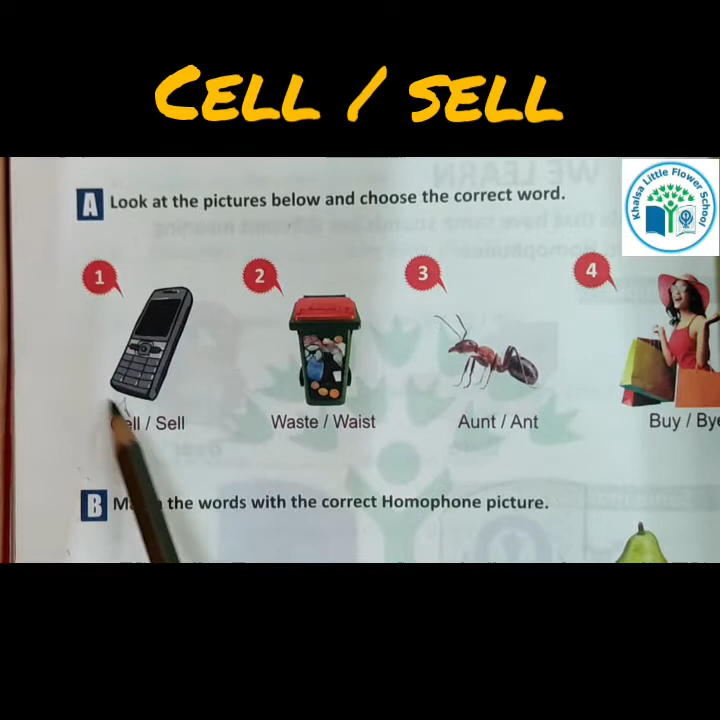 CELL / SELL
A Look at the pictures below and choose the correct word.
Khalsa Little Flower School
1 2 3 4
/ Sell Waste / Waist Aunt / Ant Buy / Bye
B the words with the correct Homophone picture.